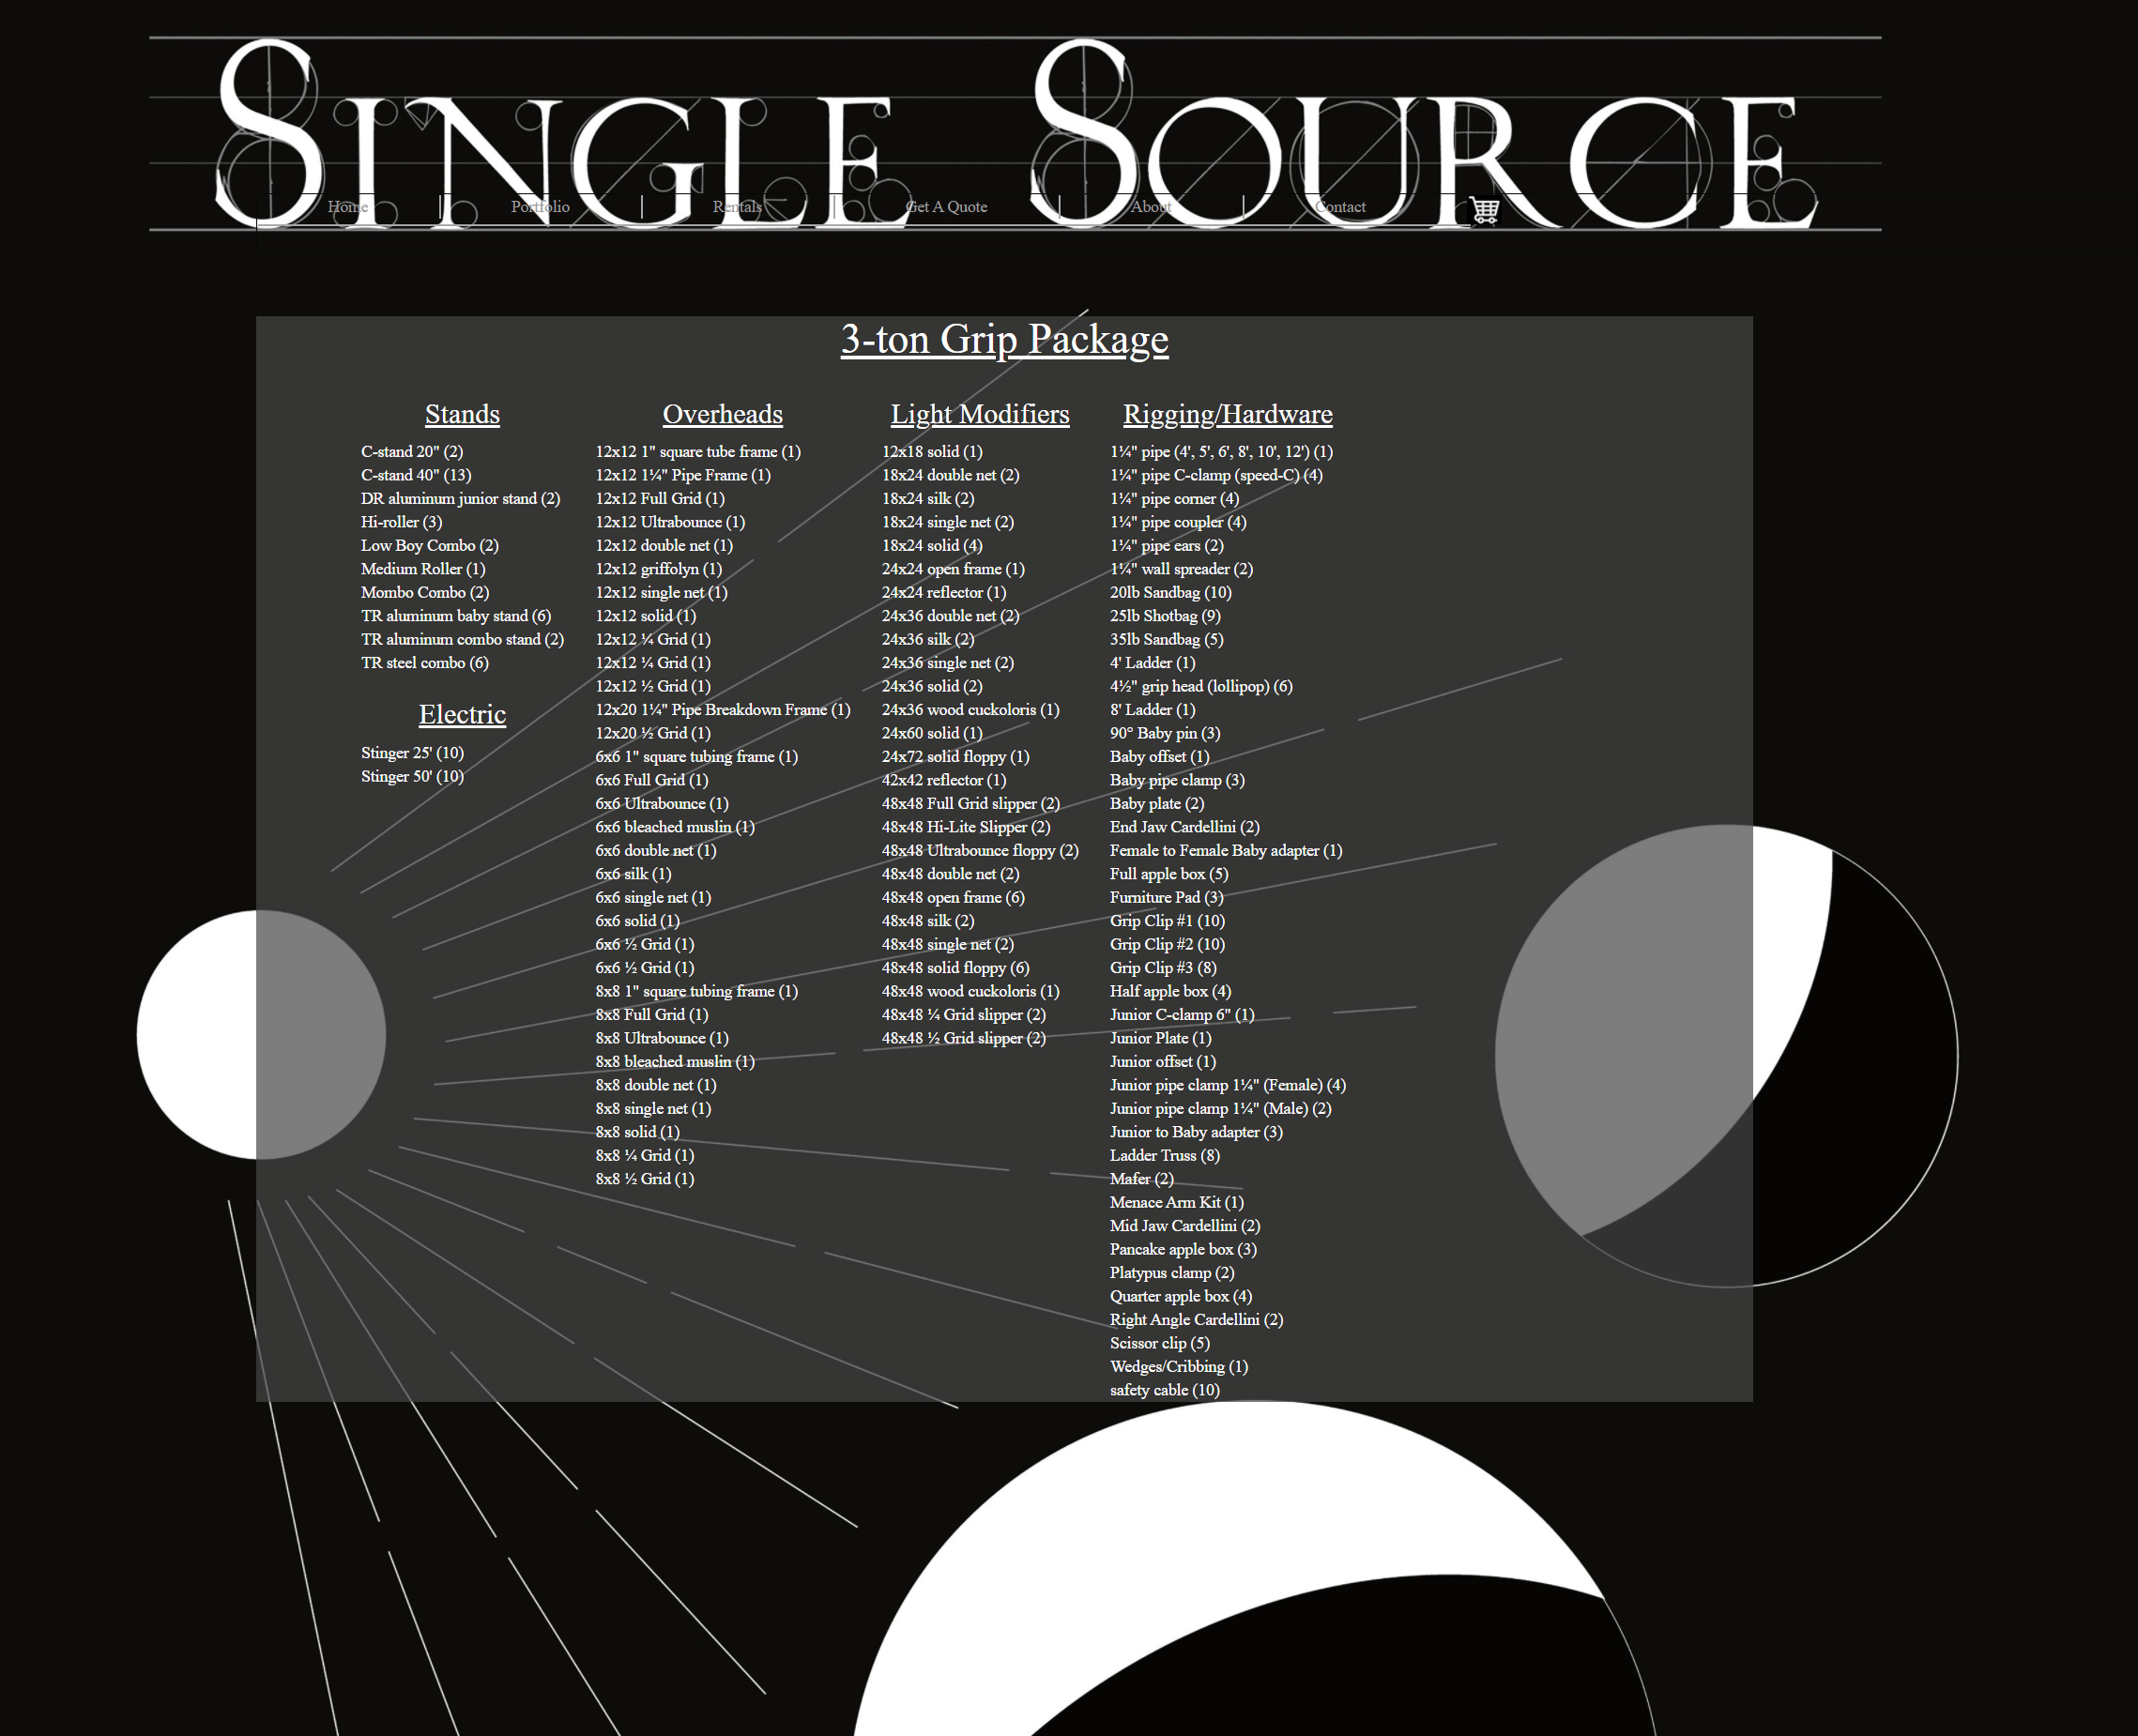 SINGLE SOURCE
Home
Portfolio
Rentals
Get A Quote
About
Contact
3-ton Grip Package
Stands
C-stand 20" (2)
C-stand 40" (13)
DR aluminum junior stand (2)
Hi-roller (3)
Low Boy Combo (2)
Medium Roller (1)
Mombo Combo (2)
TR aluminum baby stand (6)
TR aluminum combo stand (2)
TR steel combo (6)
Electric
Stinger 25' (10)
Stinger 50' (10)
Overheads
12x12 1" square tube frame (1)
12x12 1¼" Pipe Frame (1)
12x12 Full Grid (1)
12x12 Ultrabounce (1)
12x12 double net (1)
12x12 griffolyn (1)
12x12 single net (1)
12x12 solid (1)
12x12 ¼ Grid (1)
12x12 ¼ Grid (1)
12x12 ½ Grid (1)
12x20 1¼" Pipe Breakdown Frame (1)
12x20 ½ Grid (1)
6x6 1" square tubing frame (1)
6x6 Full Grid (1)
6x6 Ultrabounce (1)
6x6 bleached muslin (1)
6x6 double net (1)
6x6 silk (1)
6x6 single net (1)
6x6 solid (1)
6x6 ½ Grid (1)
6x6 ½ Grid (1)
8x8 1" square tubing frame (1)
8x8 Full Grid (1)
8x8 Ultrabounce (1)
8x8 bleached muslin (1)
8x8 double net (1)
8x8 single net (1)
8x8 solid (1)
8x8 ¼ Grid (1)
8x8 ½ Grid (1)
Light Modifiers
12x18 solid (1)
18x24 double net (2)
18x24 silk (2)
18x24 single net (2)
18x24 solid (4)
24x24 open frame (1)
24x24 reflector (1)
24x36 double net (2)
24x36 silk (2)
24x36 single net (2)
24x36 solid (2)
24x36 wood cuckoloris (1)
24x60 solid (1)
24x72 solid floppy (1)
42x42 reflector (1)
48x48 Full Grid slipper (2)
48x48 Hi-Lite Slipper (2)
48x48 Ultrabounce floppy (2)
48x48 double net (2)
48x48 open frame (6)
48x48 silk (2)
48x48 single net (2)
48x48 solid floppy (6)
48x48 wood cuckoloris (1)
48x48 ¼ Grid slipper (2)
48x48 ½ Grid slipper (2)
Rigging/Hardware
1¼" pipe (4', 5', 6', 8', 10', 12') (1)
1¼" pipe C-clamp (speed-C) (4)
1¼" pipe corner (4)
1¼" pipe coupler (4)
1¼" pipe ears (2)
1¼" wall spreader (2)
20lb Sandbag (10)
25lb Shotbag (9)
35lb Sandbag (5)
4' Ladder (1)
4½" grip head (lollipop) (6)
8' Ladder (1)
90° Baby pin (3)
Baby offset (1)
Baby pipe clamp (3)
Baby plate (2)
End Jaw Cardellini (2)
Female to Female Baby adapter (1)
Full apple box (5)
Furniture Pad (3)
Grip Clip #1 (10)
Grip Clip #2 (10)
Grip Clip #3 (8)
Half apple box (4)
Junior C-clamp 6" (1)
Junior Plate (1)
Junior offset (1)
Junior pipe clamp 1¼" (Female) (4)
Junior pipe clamp 1¼" (Male) (2)
Junior to Baby adapter (3)
Ladder Truss (8)
Mafer (2)
Menace Arm Kit (1)
Mid Jaw Cardellini (2)
Pancake apple box (3)
Platypus clamp (2)
Quarter apple box (4)
Right Angle Cardellini (2)
Scissor clip (5)
Wedges/Cribbing (1)
safety cable (10)